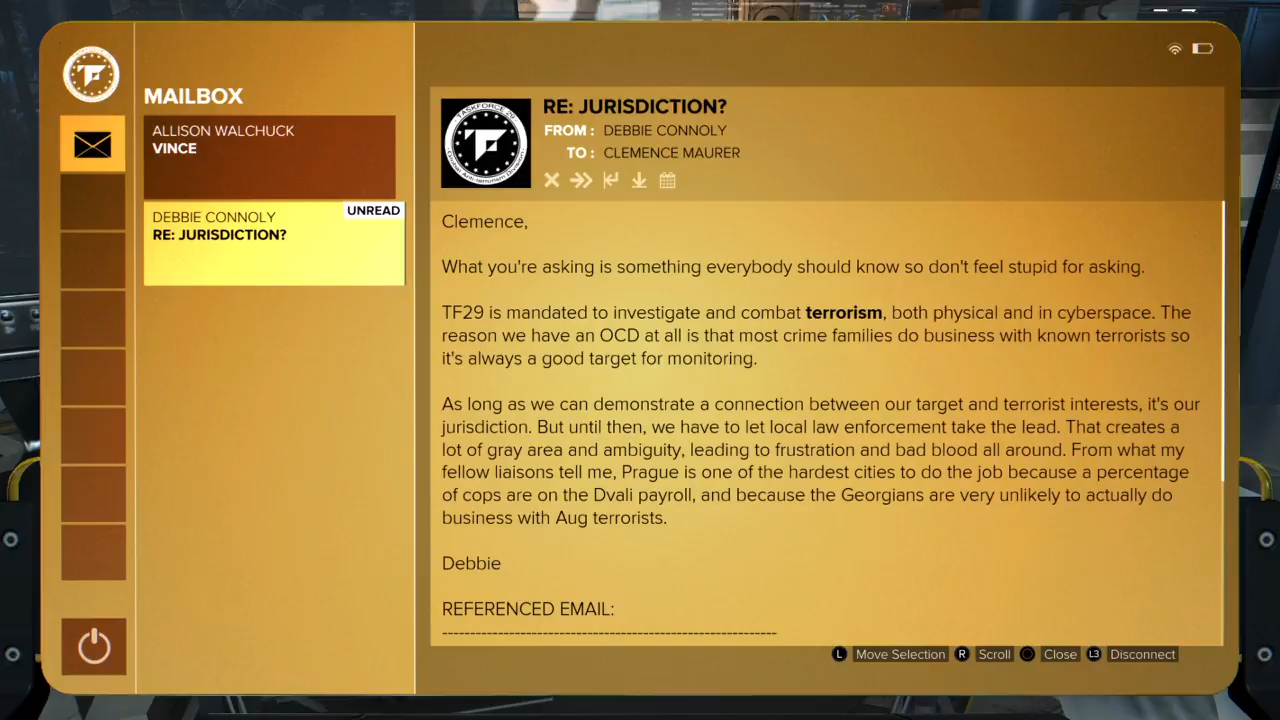 MAILBOX
ALLISON WALCHUCK
VINCE
UNREAD
DEBBIE CONNOLY
RE: JURISDICTION?
RE: JURISDICTION?
FROM : DEBBIE CONNOLY
TO : CLEMENCE MAURER
Clemence,
What you're asking is something everybody should know so don't feel stupid for asking.
TF29 is mandated to investigate and combat terrorism, both physical and in cyberspace. The
reason we have an OCD at all is that most crime families do business with known terrorists so
it's always a good target for monitoring.
As long as we can demonstrate a connection between our target and terrorist interests, it's our
jurisdiction. But until then, we have to let local law enforcement take the lead. That creates a
lot of gray area and ambiguity, leading to frustration and bad blood all around. From what my
fellow liaisons tell me, Prague is one of the hardest cities to do the job because a percentage
of cops are on the Dvali payroll, and because the Georgians are very unlikely to actually do
business with Aug terrorists.
Debbie
REFERENCED EMAIL:
------------------------------------------------------------
L Move Selection R Scroll Close L3 Disconnect